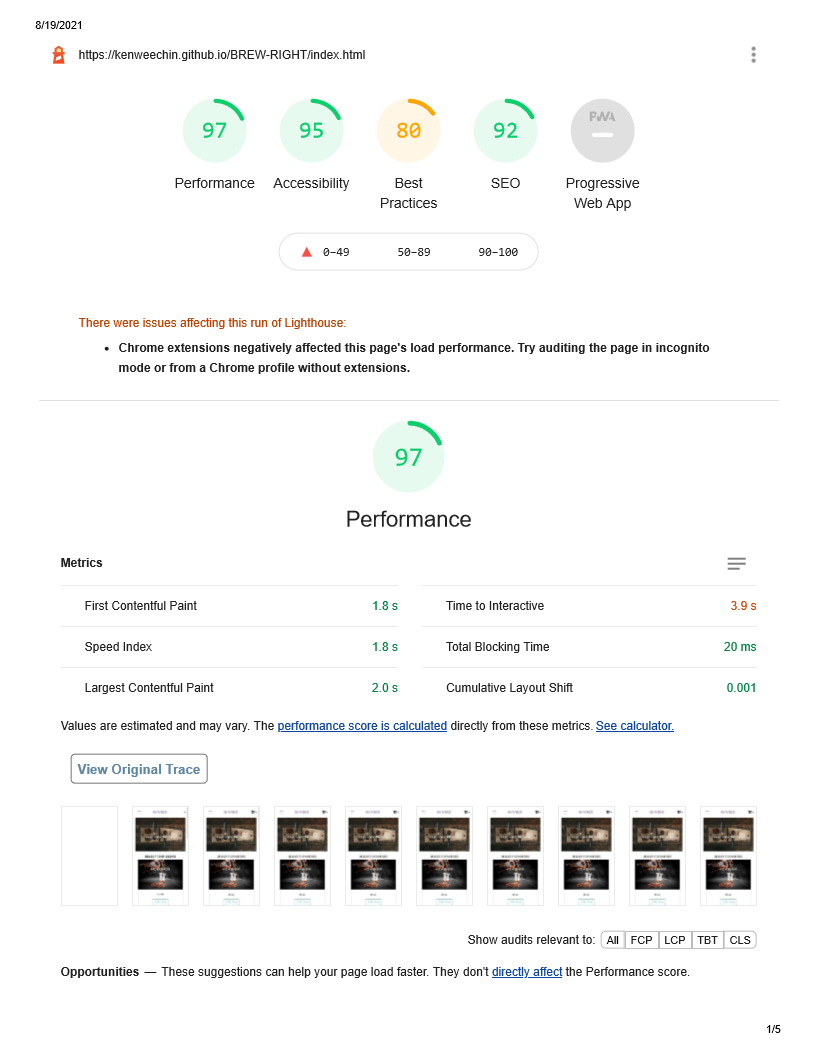 8/19/2021
https://kenweechin.github.io/BREW-RIGHT/index.html
97
95
80
92
PWA
Performance
Accessibility
Best
Practices
SEO
Progressive
Web App
0–49
50–89
90–100
There were issues affecting this run of Lighthouse:
• Chrome extensions negatively affected this page's load performance. Try auditing the page in incognito
mode or from a Chrome profile without extensions.
97
Performance
Metrics
First Contentful Paint 1.8 s
Time to Interactive 3.9 s
Speed Index 1.8 s
Total Blocking Time 20 ms
Largest Contentful Paint 2.0 s
Cumulative Layout Shift 0.001
Values are estimated and may vary. The performance score is calculated directly from these metrics. See calculator.
View Original Trace
Show audits relevant to: All FCP LCP TBT CLS
Opportunities — These suggestions can help your page load faster. They don't directly affect the Performance score.
1/5